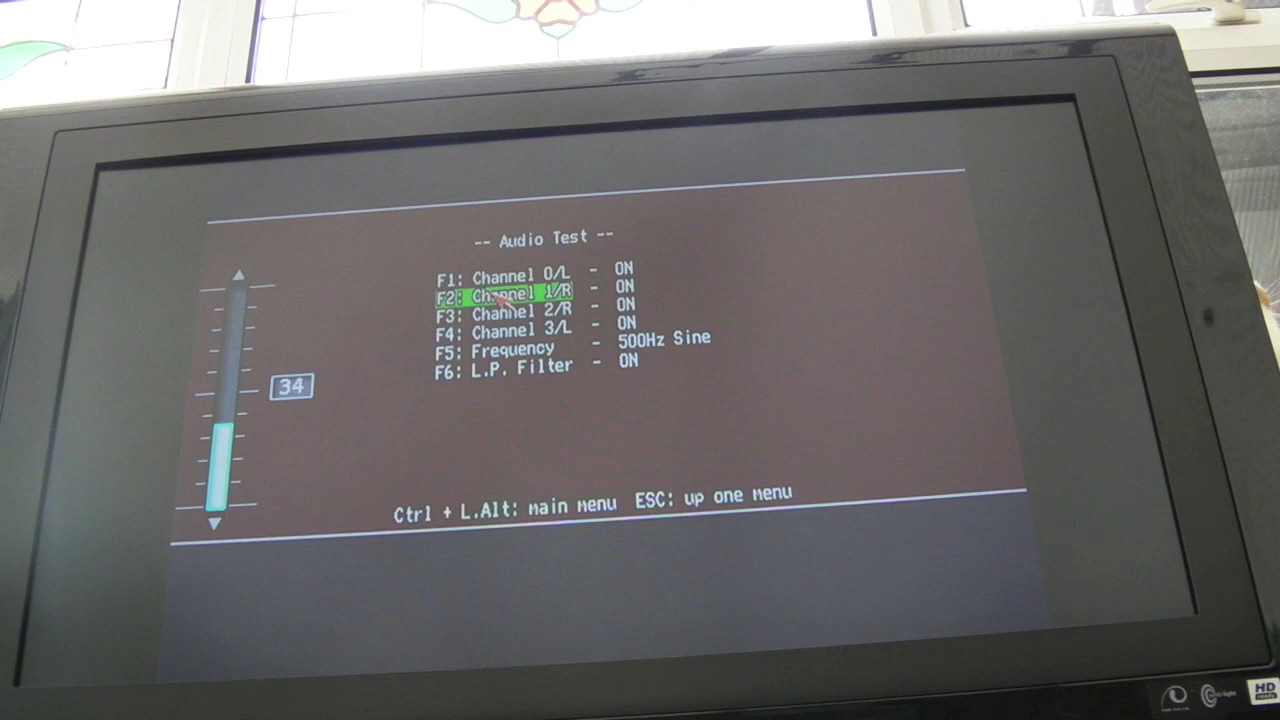 -- Audio Test --
F1: Channel 0/L - ON
F2: Channel 1/R - ON
F3: Channel 2/R - ON
F4: Channel 3/L - ON
F5: Frequency - 500Hz Sine
F6: L.P. Filter - ON
34
Ctrl + L.Alt: main menu ESC: up one menu
HD
ready